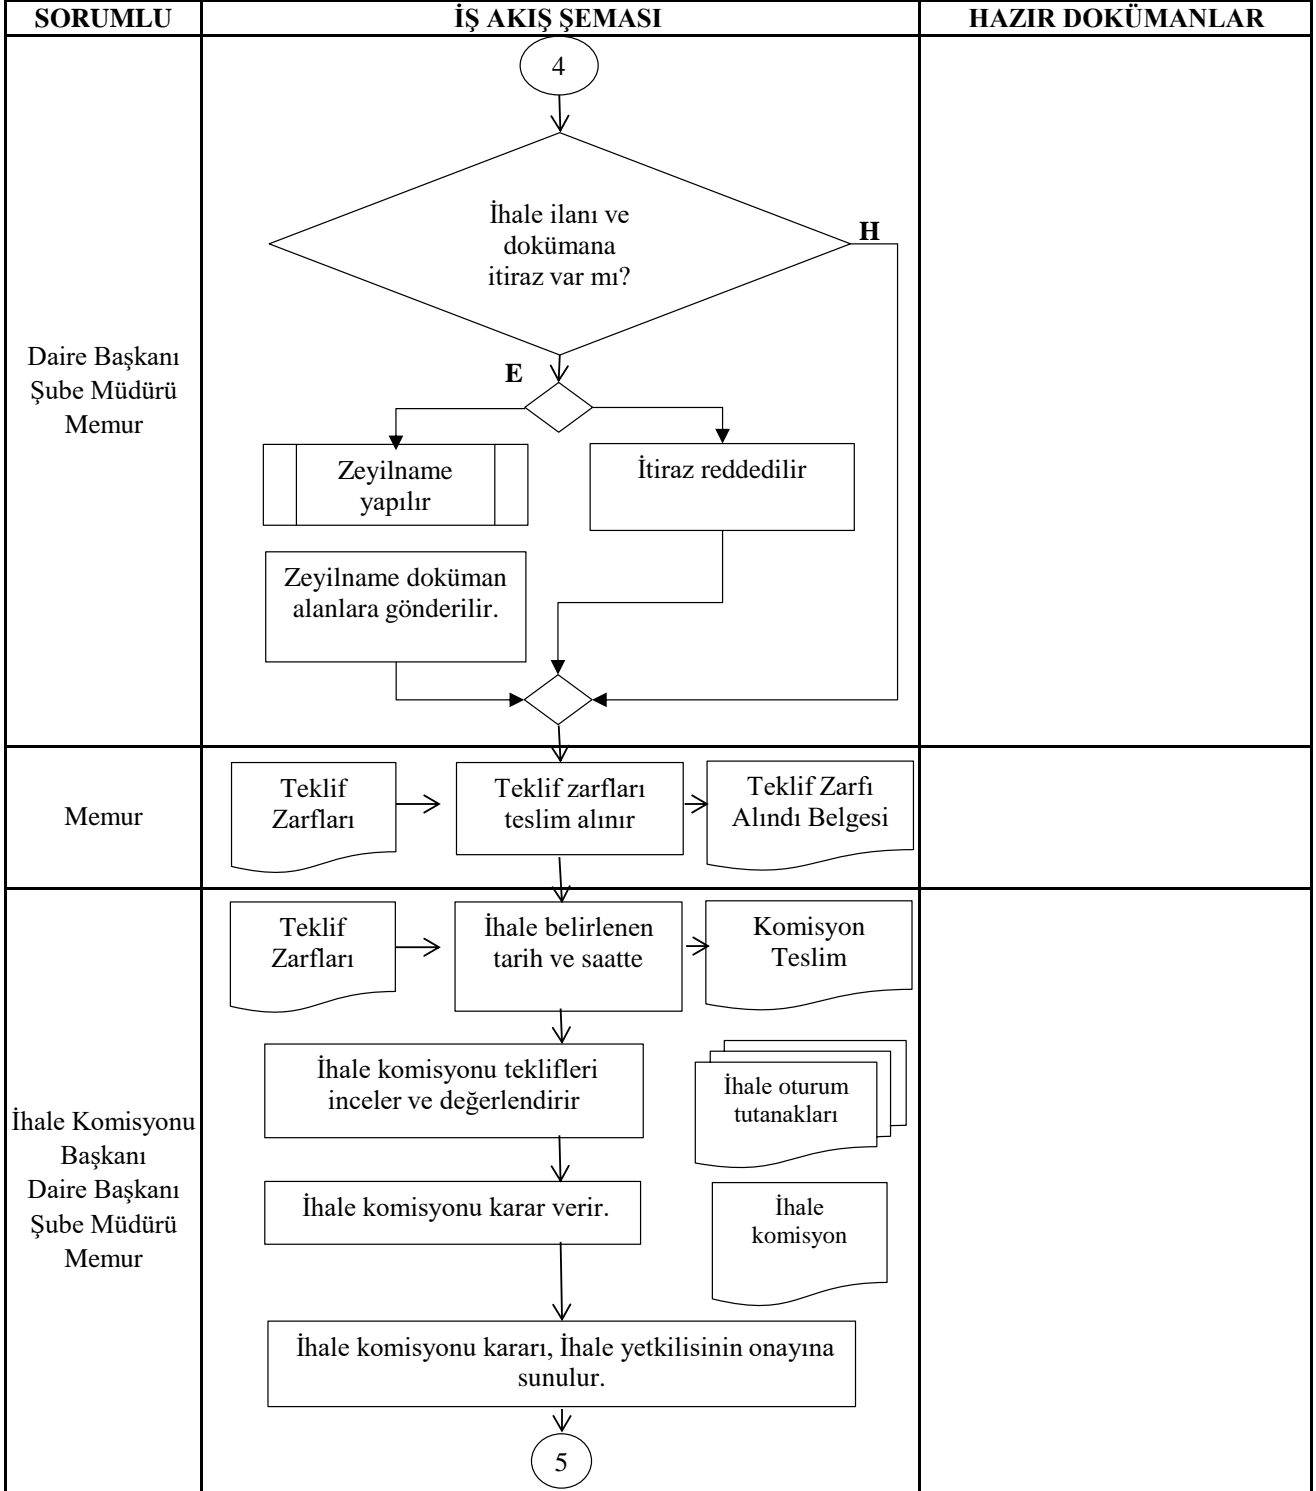 SORUMLU
İŞ AKIŞ ŞEMASI
HAZIR DOKÜMANLAR
4
İhale ilanı ve
dokümana
itiraz var mı?
H
E
Daire Başkanı
Şube Müdürü
Memur
Zeyilname
yapılır
İtiraz reddedilir
Zeyilname doküman
alanlara gönderilir.
Memur
Teklif
Zarfları
Teklif zarfları
teslim alınır
Teklif Zarfı
Alındı Belgesi
İhale Komisyonu
Başkanı
Daire Başkanı
Şube Müdürü
Memur
Teklif
Zarfları
İhale belirlenen
tarih ve saatte
Komisyon
Teslim
İhale komisyonu teklifleri
inceler ve değerlendirir
İhale oturum
tutanakları
İhale komisyonu karar verir.
İhale
komisyon
İhale komisyonu kararı, İhale yetkilisinin onayına
sunulur.
5